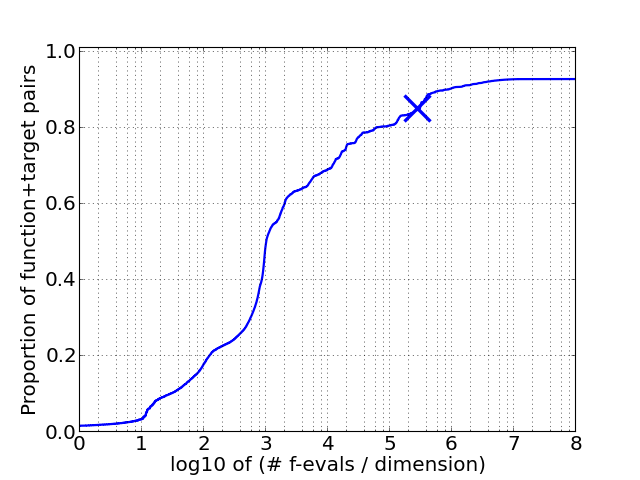 Proportion of function+target pairs
1.0
0.8
0.6
0.4
0.2
0.0
0 1 2 3 4 5 6 7 8
log10 of (# f-evals / dimension)